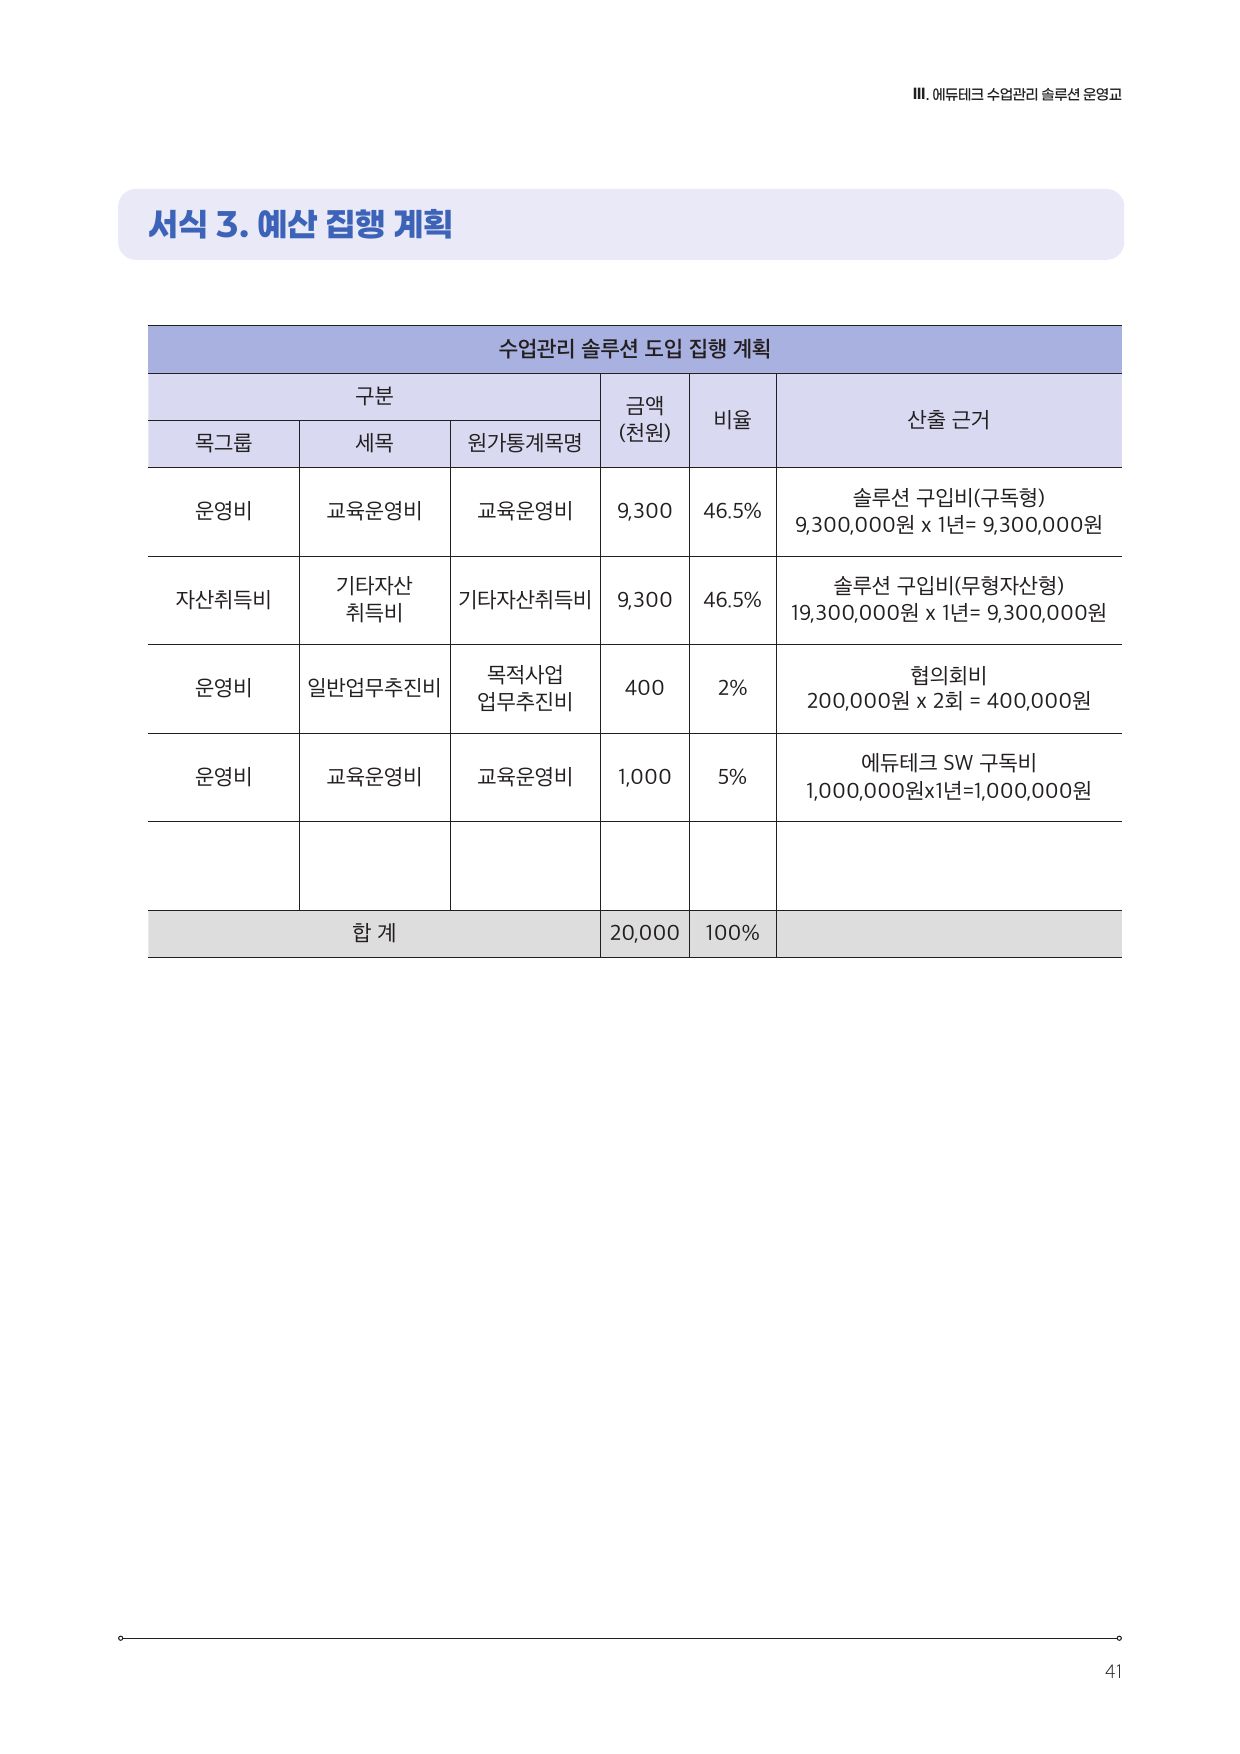 III. 에듀테크 수업관리 솔루션 운영교
서식 3. 예산 집행 계획
수업관리 솔루션 도입 집행 계획
구분
금액
(천원)
비율
산출 근거
목그룹
세목
원가통계목명
운영비
교육운영비
교육운영비
9,300
46.5%
솔루션 구입비(구독형)
9,300,000원 x 1년= 9,300,000원
자산취득비
기타자산
취득비
기타자산취득비
9,300
46.5%
솔루션 구입비(무형자산형)
19,300,000원 x 1년= 9,300,000원
운영비
일반업무추진비
목적사업
업무추진비
400
2%
협의회비
200,000원 x 2회 = 400,000원
운영비
교육운영비
교육운영비
1,000
5%
에듀테크 SW 구독비
1,000,000원x1년=1,000,000원
합 계
20,000
100%
41